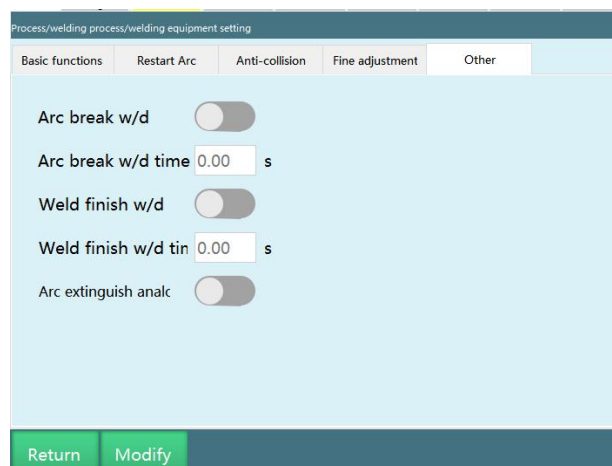 Process/welding process/welding equipment setting
Basic functions Restart Arc Anti-collision Fine adjustment Other
Arc break w/d
Arc break w/d time 0.00 s
Weld finish w/d
Weld finish w/d tin 0.00 s
Arc extinguish analc
Return Modify